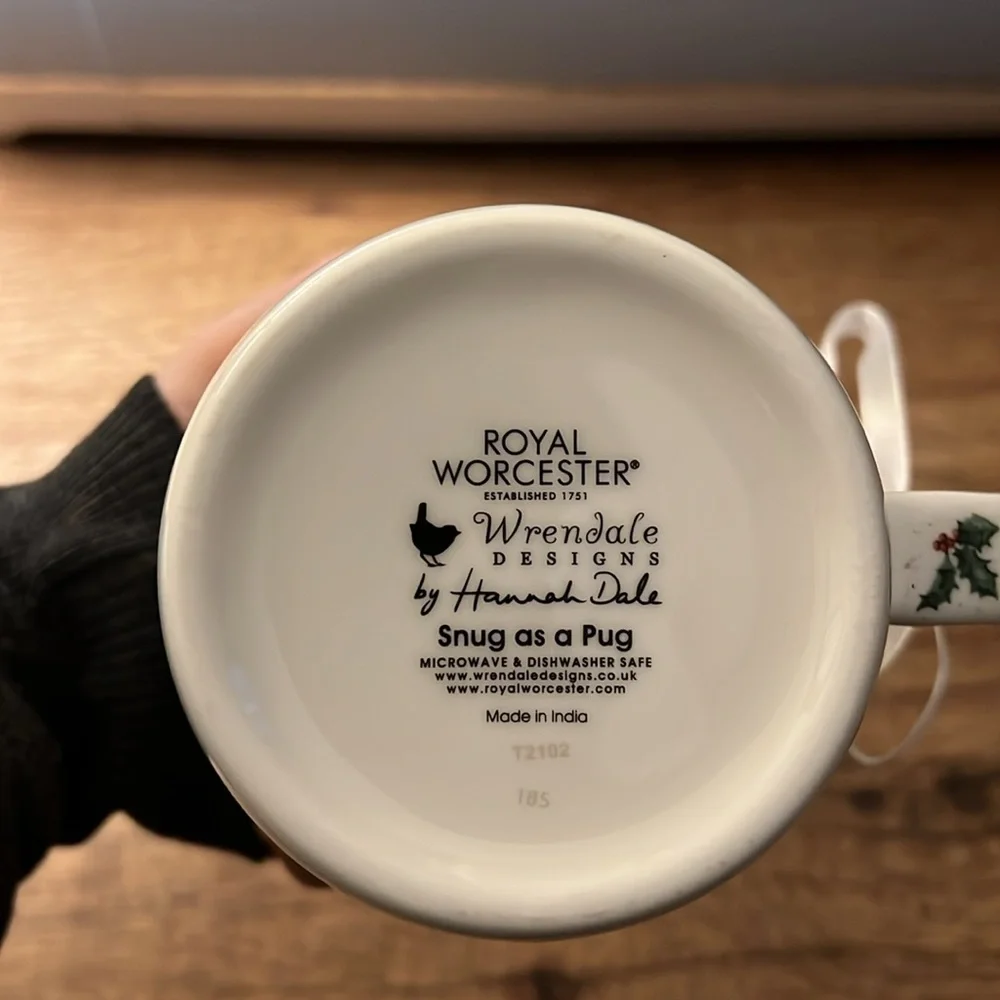 ROYAL
WORCESTER®
ESTABLISHED 1751
Wrendale
DESIGNS
by Hannah Dale
Snug as a Pug
MICROWAVE & DISHWASHER SAFE
www.wrendaledesigns.co.uk
www.royalworcester.com
Made in India
T2102
185